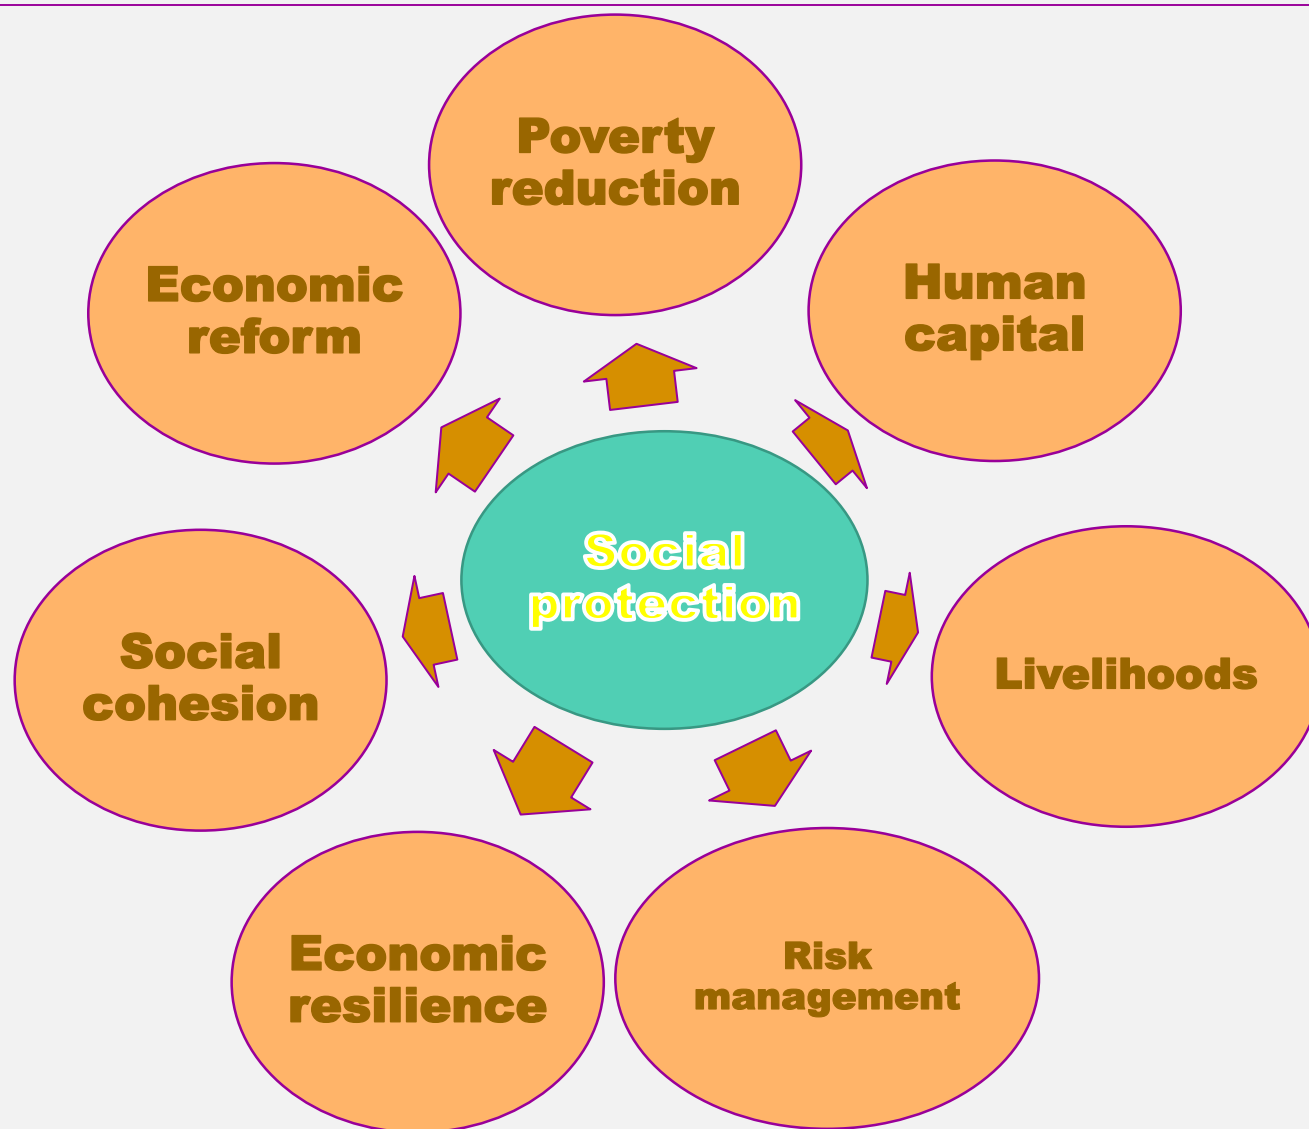 Poverty
reduction
Human
capital
Livelihoods
Risk
management
Economic
resilience
Social
cohesion
Economic
reform
Social
protection